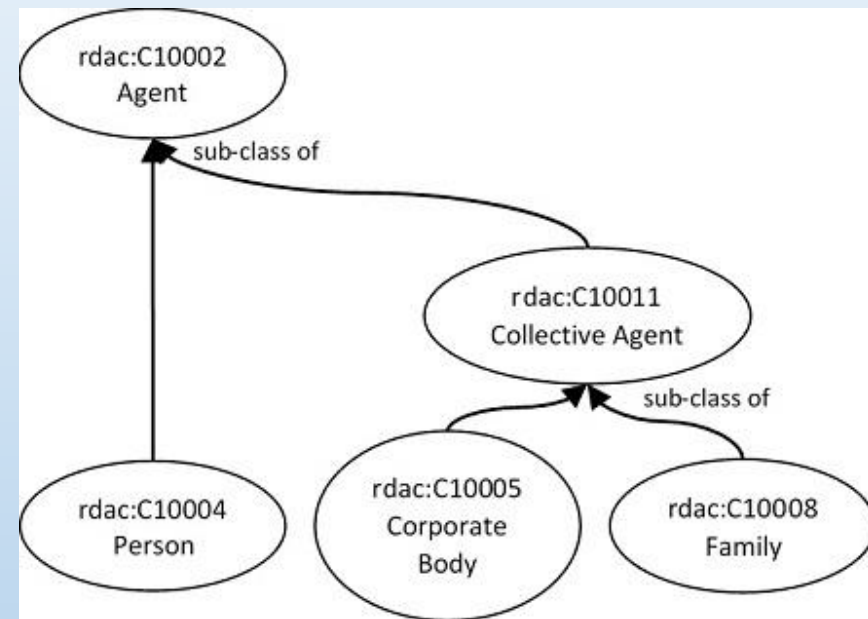 rdac:C10002
Agent
sub-class of
rdac:C10011
Collective Agent
sub-class of
rdac:C10004
Person
rdac:C10005
Corporate
Body
rdac:C10008
Family